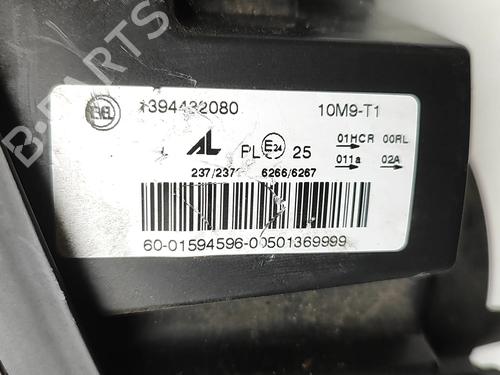 B-PARTS
1394432080 10M9-T1
AL PL E24 25 01HCR 00RL
011a 02A
237/237 6266/6267
60-01594596-00501369999